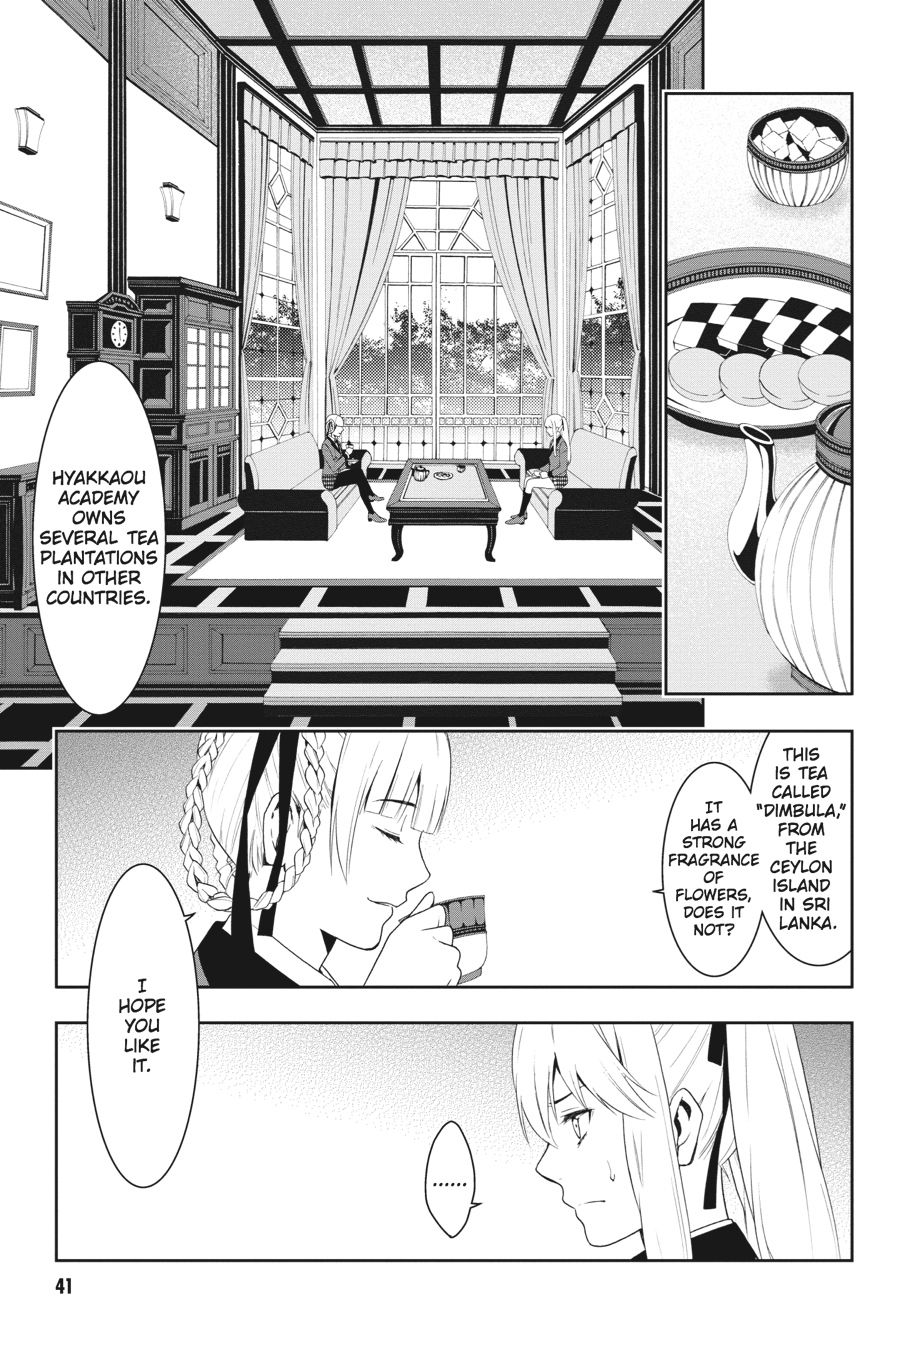 HYAKKAOU
ACADEMY
OWNS
SEVERAL TEA
PLANTATIONS
IN OTHER
COUNTRIES.
THIS
IS TEA
CALLED
“DIMBULA,”
FROM
THE
CEYLON
ISLAND
IN SRI
LANKA.
IT
HAS A
STRONG
FRAGRANCE
OF
FLOWERS,
DOES IT
NOT?
I
HOPE
YOU
LIKE
IT.
......
41